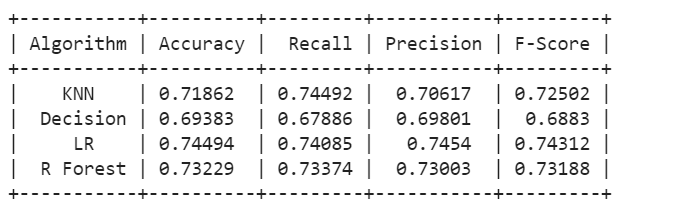 +-----------+----------+---------+-----------+---------+
| Algorithm | Accuracy |  Recall | Precision | F-Score |
+-----------+----------+---------+-----------+---------+
|    KNN    | 0.71862  | 0.74492 |  0.70617  | 0.72502 |
|  Decision | 0.69383  | 0.67886 |  0.69801  |  0.6883 |
|     LR    | 0.74494  | 0.74085 |   0.7454  | 0.74312 |
|  R Forest | 0.73229  | 0.73374 |  0.73003  | 0.73188 |
+-----------+----------+---------+-----------+---------+